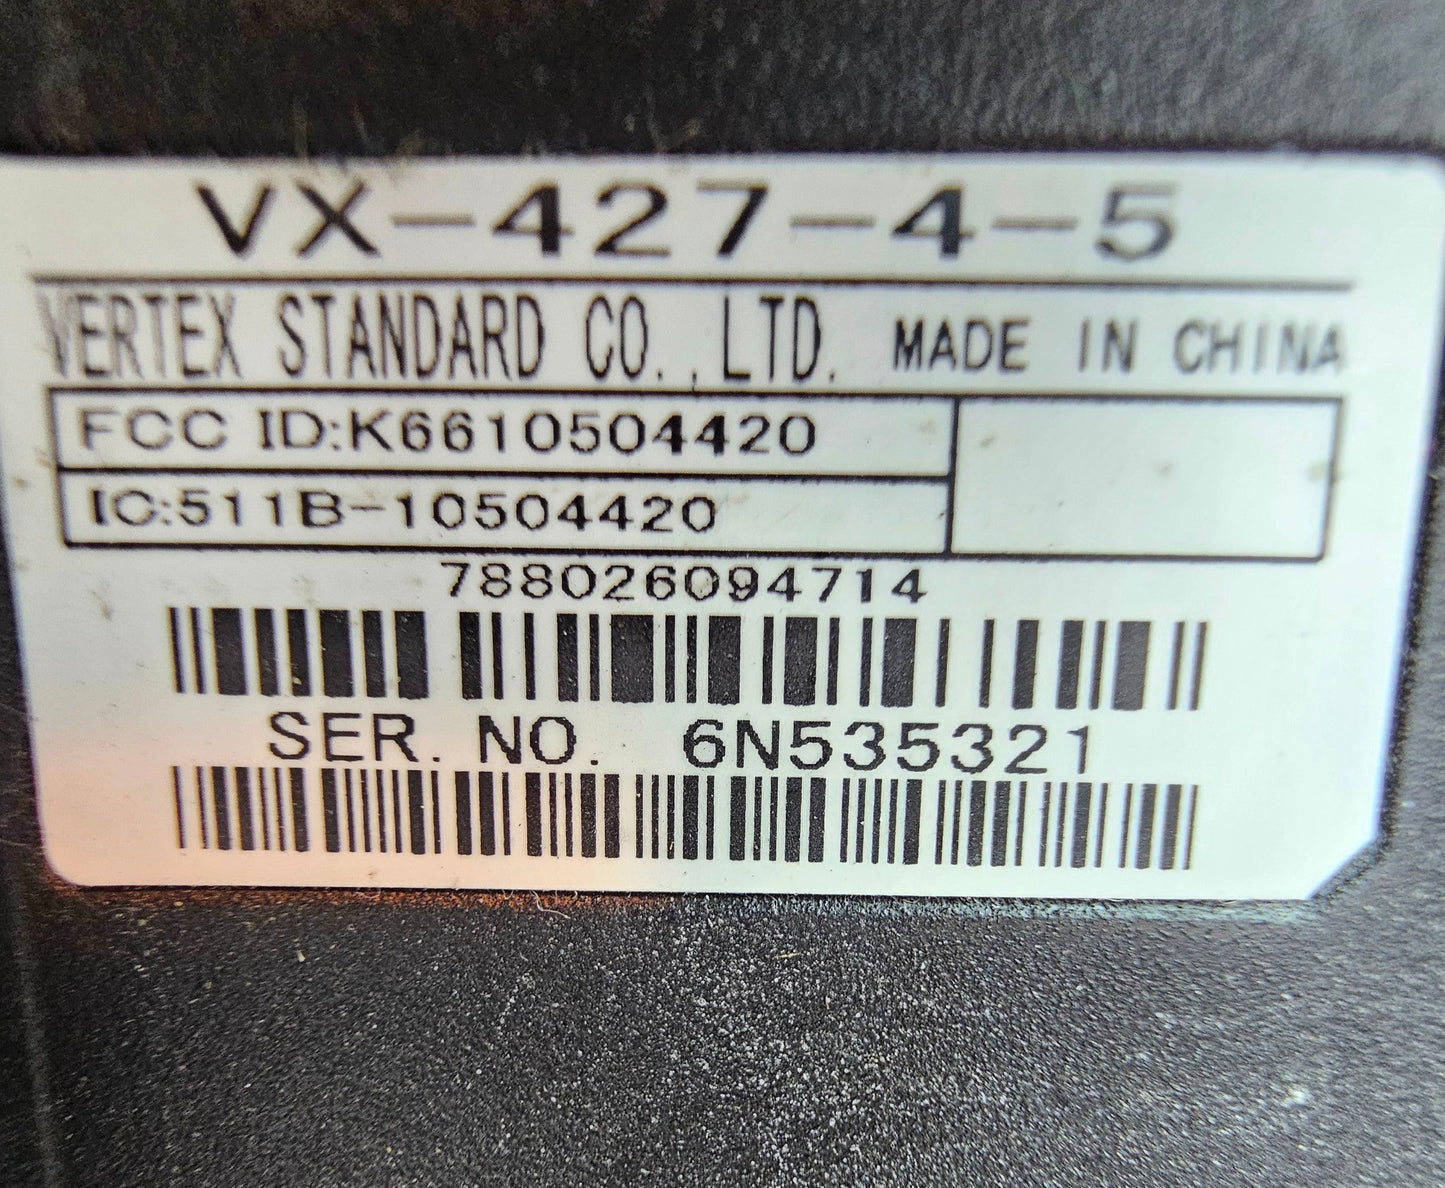 VX-427-4-5
VERTEX STANDARD CO., LTD. MADE IN CHINA
FCC ID:K6610504420
IC:511B-10504420
788026094714
SER. NO. 6N535321